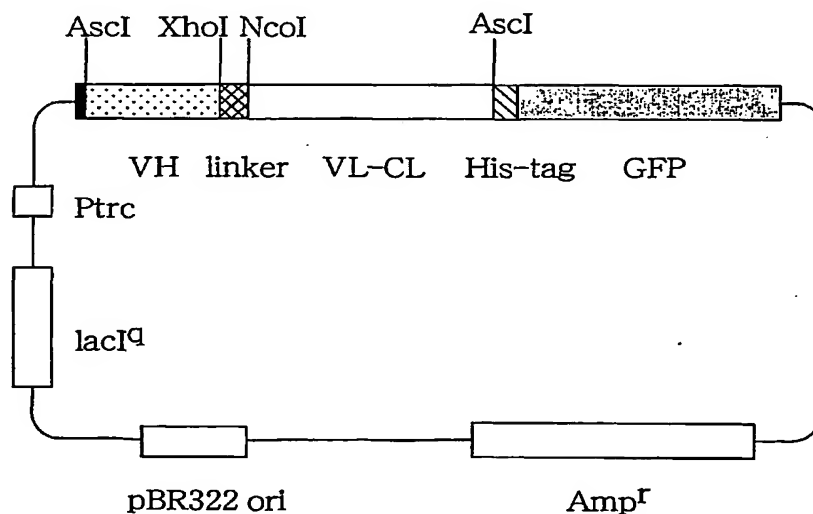 AscI XhoI NcoI AscI
VH linker VL-CL His-tag GFP
Ptrc
lacIq
pBR322 ori Ampr